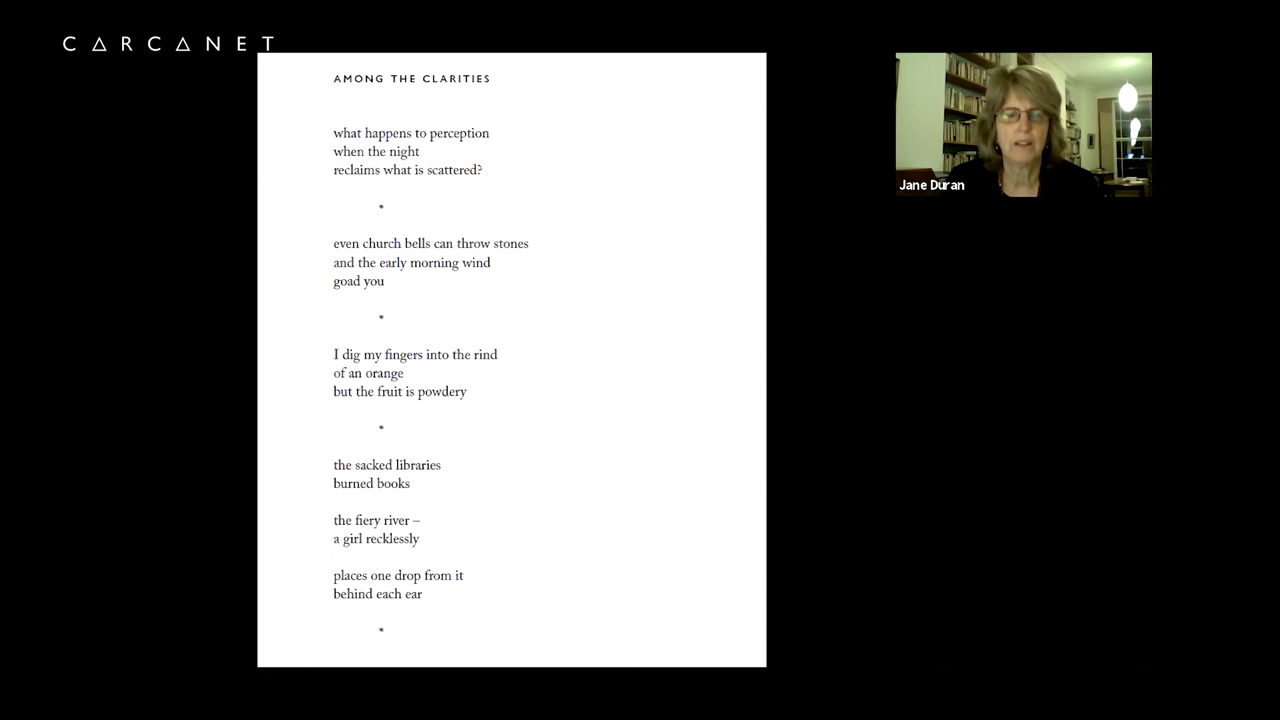 CARCANET
AMONG THE CLARITIES
what happens to perception
when the night
reclaims what is scattered?
*
even church bells can throw stones
and the early morning wind
goad you
*
I dig my fingers into the rind
of an orange
but the fruit is powdery
*
the sacked libraries
burned books
the fiery river –
a girl recklessly
places one drop from it
behind each ear
*
Jane Duran